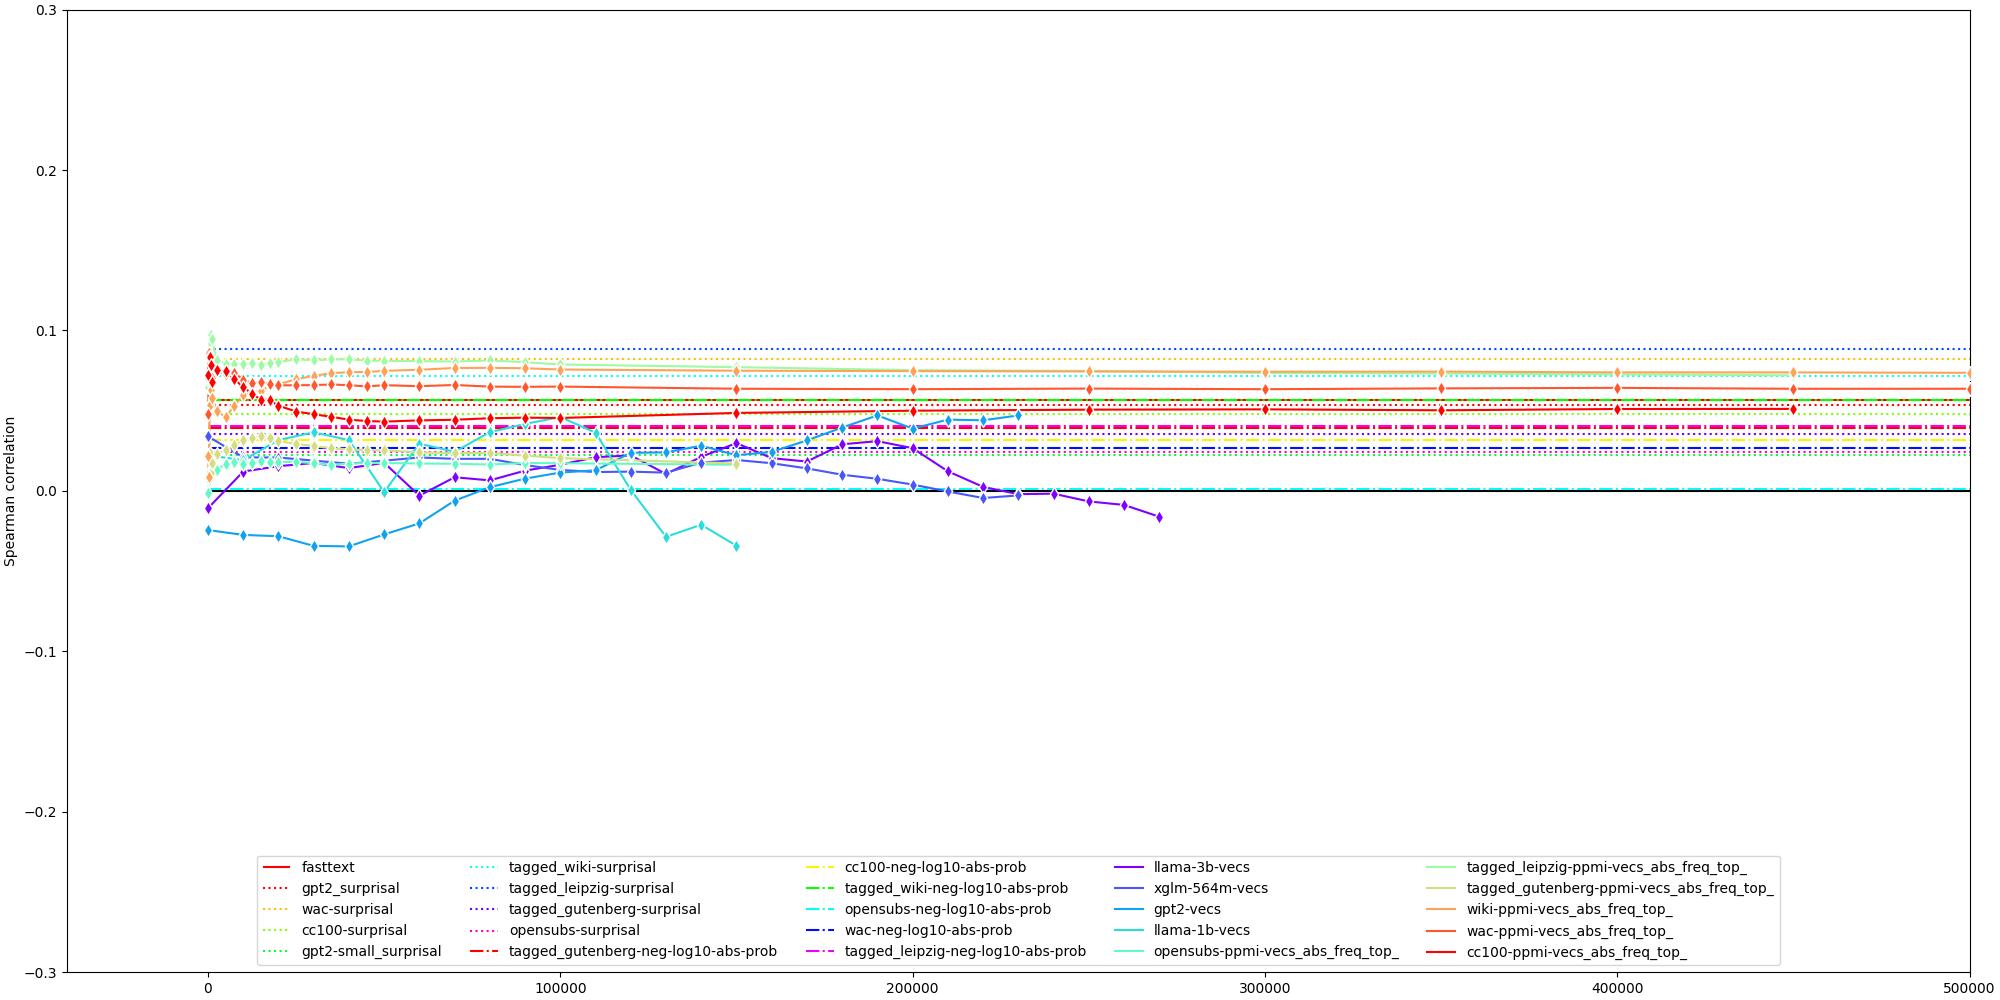 0.3
0.2
0.1
0.0
−0.1
−0.2
−0.3
Spearman correlation
fasttext
gpt2_surprisal
wac-surprisal
cc100-surprisal
gpt2-small_surprisal
tagged_wiki-surprisal
tagged_leipzig-surprisal
tagged_gutenberg-surprisal
opensubs-surprisal
tagged_gutenberg-neg-log10-abs-prob
cc100-neg-log10-abs-prob
tagged_wiki-neg-log10-abs-prob
opensubs-neg-log10-abs-prob
wac-neg-log10-abs-prob
tagged_leipzig-neg-log10-abs-prob
llama-3b-vecs
xglm-564m-vecs
gpt2-vecs
llama-1b-vecs
opensubs-ppmi-vecs_abs_freq_top_
tagged_leipzig-ppmi-vecs_abs_freq_top_
tagged_gutenberg-ppmi-vecs_abs_freq_top_
wiki-ppmi-vecs_abs_freq_top_
wac-ppmi-vecs_abs_freq_top_
cc100-ppmi-vecs_abs_freq_top_
0 100000 200000 300000 400000 500000